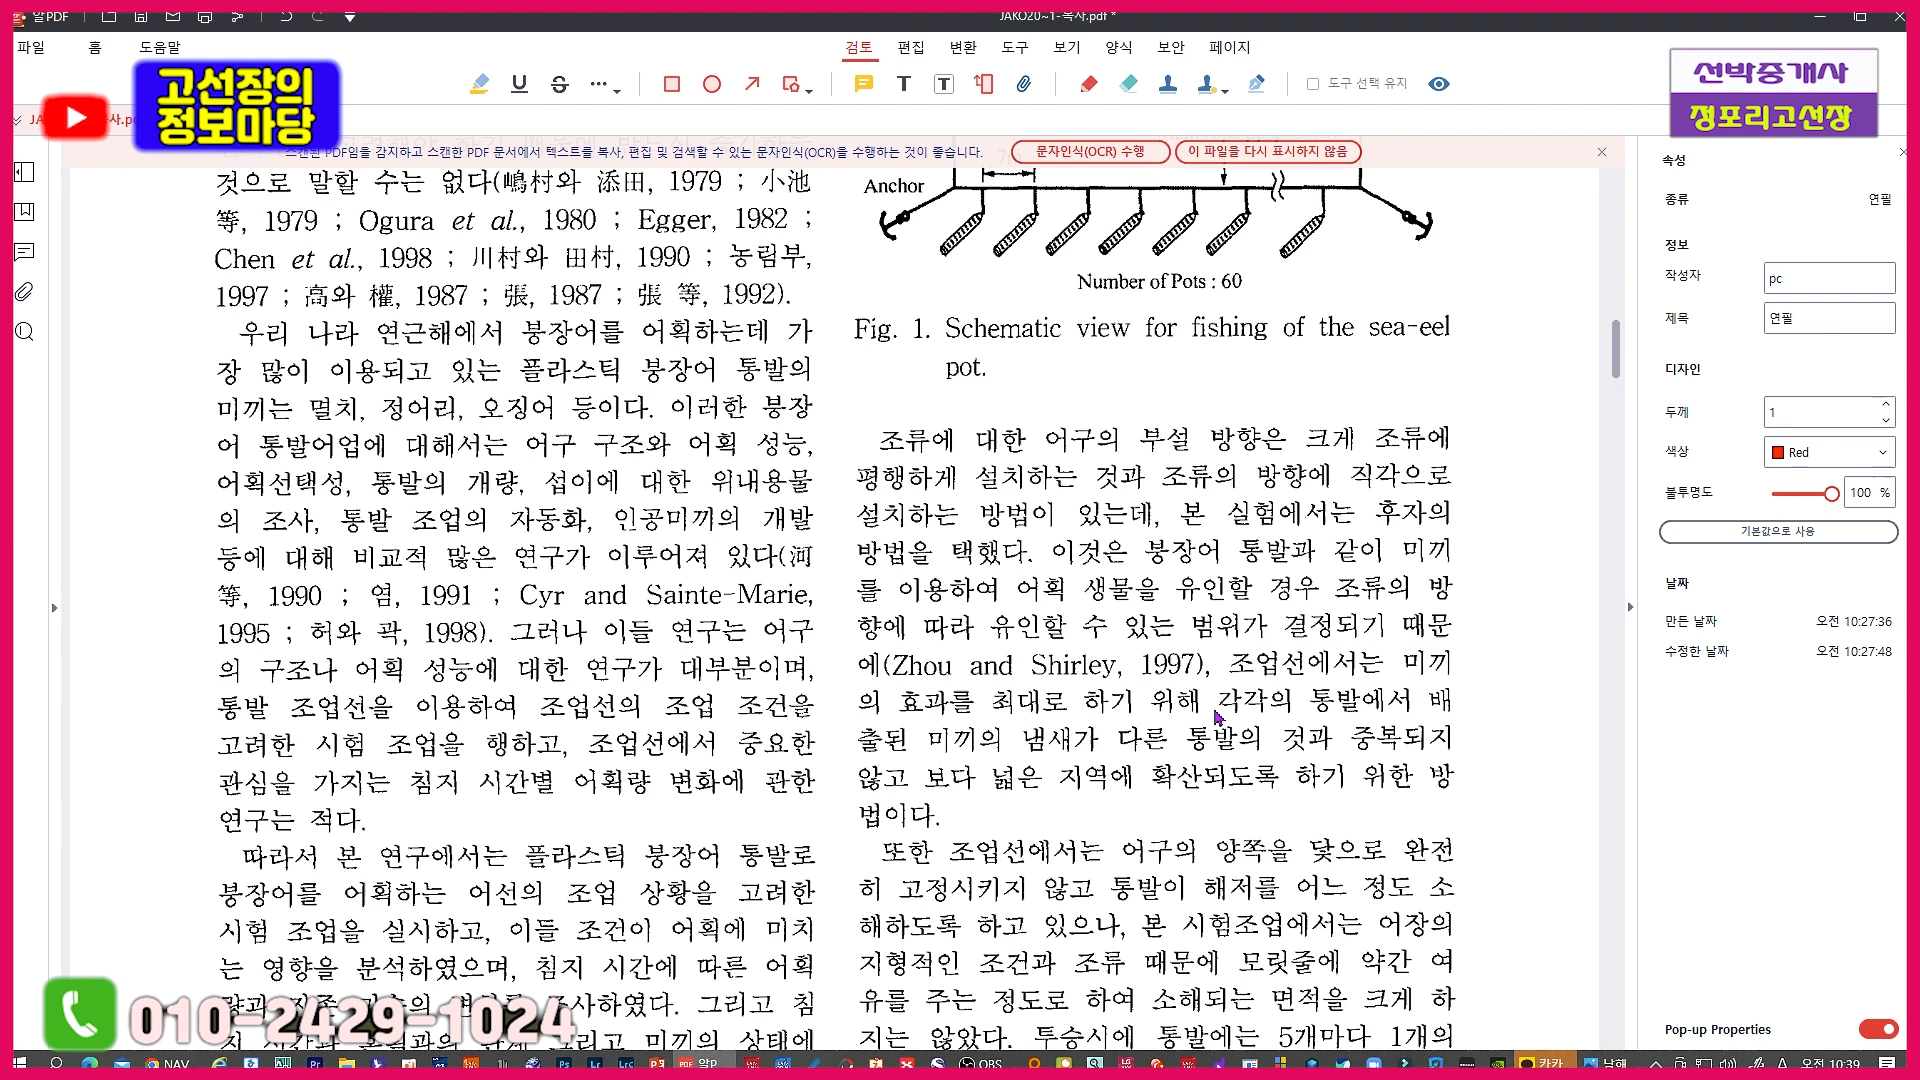 알PDF
JAKO20~1-복사.pdf *
파일 홈 도움말
검토 편집 변환 도구 보기 양식 보안 페이지
도구 선택 유지
고선장의
정보마당
선박중개사
정포리고선장
스캔된 PDF임을 감지하고 스캔한 PDF 문서에서 텍스트를 복사, 편집 및 검색할 수 있는 문자인식(OCR)을 수행하는 것이 좋습니다.
문자인식(OCR) 수행
이 파일을 다시 표시하지 않음
것으로 말할 수는 없다(嶋村와 添田, 1979 ; 小池
等, 1979 ; Ogura et al., 1980 ; Egger, 1982 ;
Chen et al., 1998 ; 川村와 田村, 1990 ; 농림부,
1997 ; 高와 權, 1987 ; 張, 1987 ; 張 等, 1992).
우리 나라 연근해에서 붕장어를 어획하는데 가
장 많이 이용되고 있는 플라스틱 붕장어 통발의
미끼는 멸치, 정어리, 오징어 등이다. 이러한 붕장
어 통발어업에 대해서는 어구 구조와 어획 성능,
어획선택성, 통발의 개량, 섭이에 대한 위내용물
의 조사, 통발 조업의 자동화, 인공미끼의 개발
등에 대해 비교적 많은 연구가 이루어져 있다(河
等, 1990 ; 염, 1991 ; Cyr and Sainte-Marie,
1995 ; 허와 곽, 1998). 그러나 이들 연구는 어구
의 구조나 어획 성능에 대한 연구가 대부분이며,
통발 조업선을 이용하여 조업선의 조업 조건을
고려한 시험 조업을 행하고, 조업선에서 중요한
관심을 가지는 침지 시간별 어획량 변화에 관한
연구는 적다.
따라서 본 연구에서는 플라스틱 붕장어 통발로
붕장어를 어획하는 어선의 조업 상황을 고려한
시험 조업을 실시하고, 이들 조건이 어획에 미치
는 영향을 분석하였으며, 침지 시간에 따른 어획
조사하였다. 그리고 침
그리고 미끼의 상태에
Anchor
Number of Pots : 60
Fig. 1. Schematic view for fishing of the sea-eel
pot.
조류에 대한 어구의 부설 방향은 크게 조류에
평행하게 설치하는 것과 조류의 방향에 직각으로
설치하는 방법이 있는데, 본 실험에서는 후자의
방법을 택했다. 이것은 붕장어 통발과 같이 미끼
를 이용하여 어획 생물을 유인할 경우 조류의 방
향에 따라 유인할 수 있는 범위가 결정되기 때문
에(Zhou and Shirley, 1997), 조업선에서는 미끼
의 효과를 최대로 하기 위해 각각의 통발에서 배
출된 미끼의 냄새가 다른 통발의 것과 중복되지
않고 보다 넓은 지역에 확산되도록 하기 위한 방
법이다.
또한 조업선에서는 어구의 양쪽을 닻으로 완전
히 고정시키지 않고 통발이 해저를 어느 정도 소
해하도록 하고 있으나, 본 시험조업에서는 어장의
지형적인 조건과 조류 때문에 모릿줄에 약간 여
유를 주는 정도로 하여 소해되는 면적을 크게 하
지는 않았다. 투승시에 통발에는 5개마다 1개의
속성
종류 연필
정보
작성자 pc
제목 연필
디자인
두께 1
색상 Red
불투명도 100 %
기본값으로 사용
날짜
만든 날짜 오전 10:27:36
수정한 날짜 오전 10:27:48
Pop-up Properties
010-2429-1024
NAV
OBS
오전 10:39